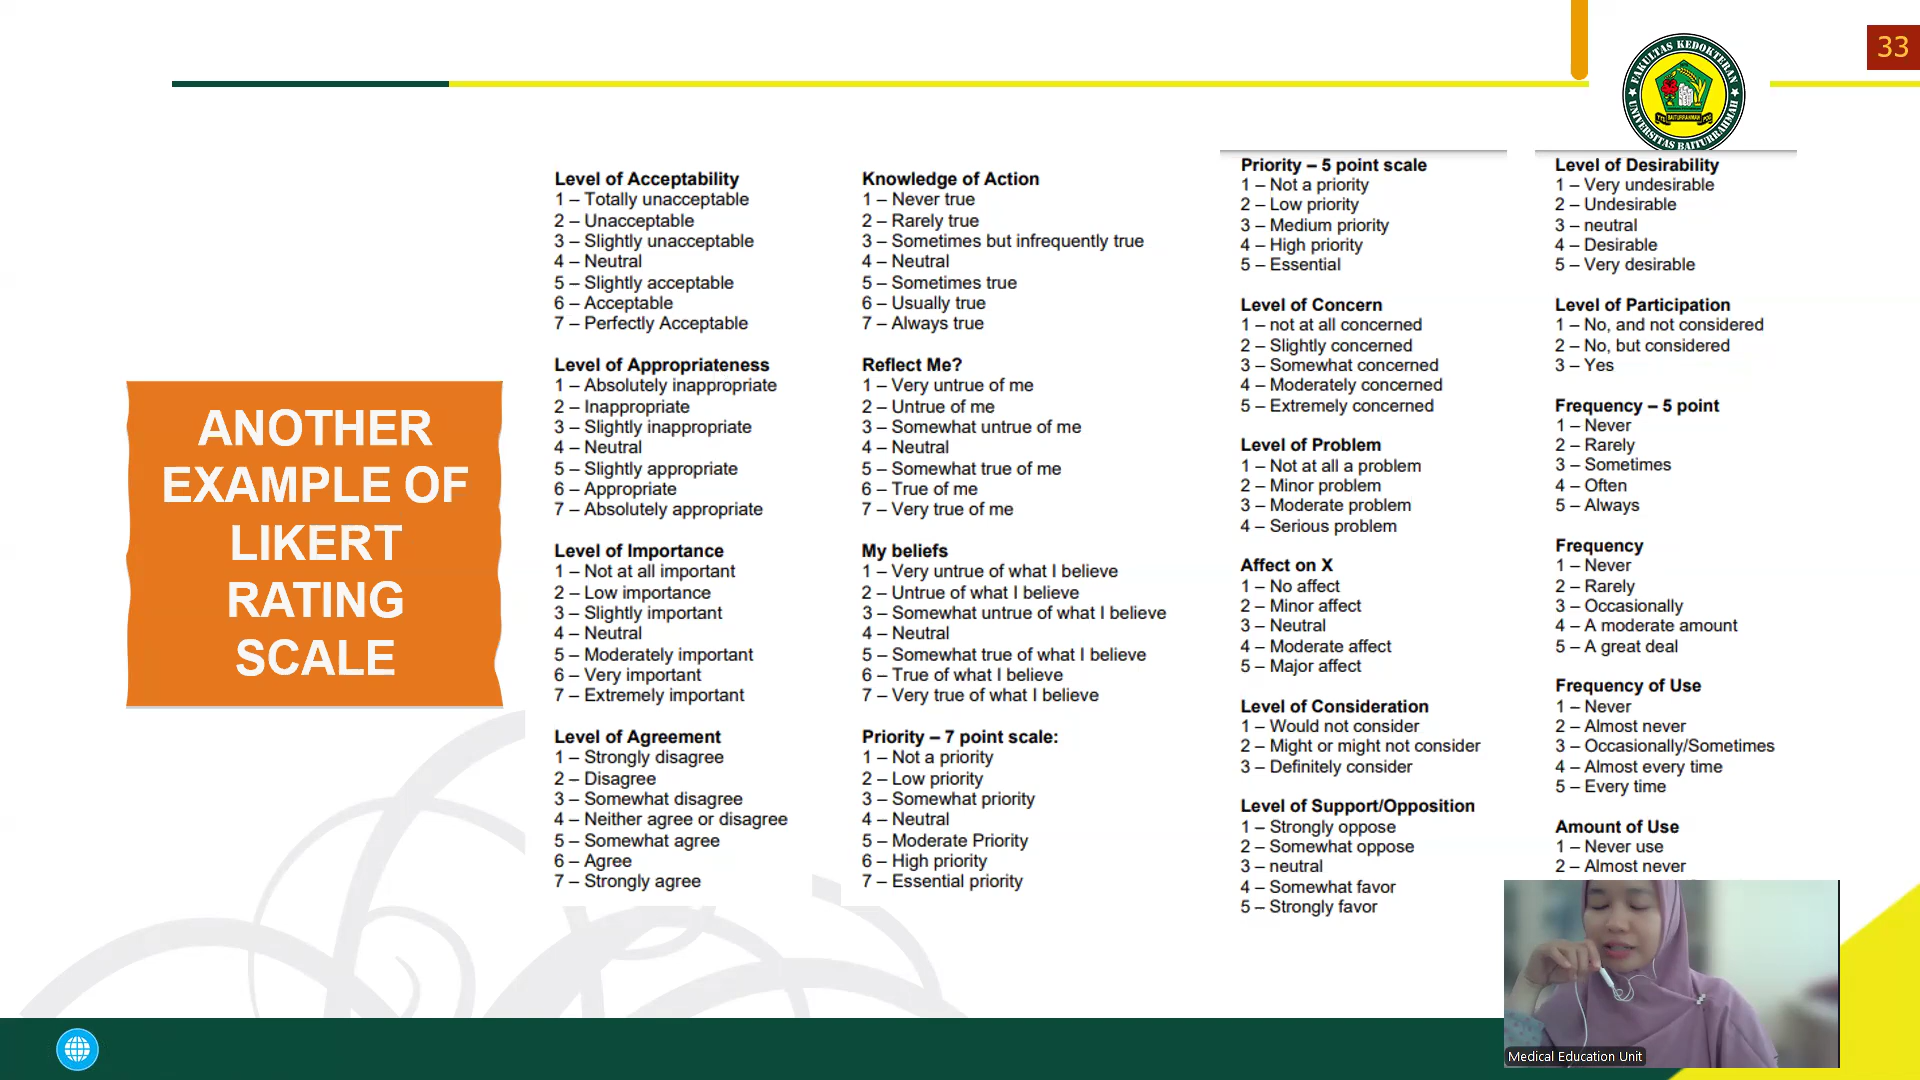 33
FAKULTAS KEDOKTERAN
UNIVERSITAS BAITURRAHMAH
BAITURRAHMAH
ANOTHER
EXAMPLE OF
LIKERT
RATING
SCALE
Level of Acceptability
1 – Totally unacceptable
2 – Unacceptable
3 – Slightly unacceptable
4 – Neutral
5 – Slightly acceptable
6 – Acceptable
7 – Perfectly Acceptable
Level of Appropriateness
1 – Absolutely inappropriate
2 – Inappropriate
3 – Slightly inappropriate
4 – Neutral
5 – Slightly appropriate
6 – Appropriate
7 – Absolutely appropriate
Level of Importance
1 – Not at all important
2 – Low importance
3 – Slightly important
4 – Neutral
5 – Moderately important
6 – Very important
7 – Extremely important
Level of Agreement
1 – Strongly disagree
2 – Disagree
3 – Somewhat disagree
4 – Neither agree or disagree
5 – Somewhat agree
6 – Agree
7 – Strongly agree
Knowledge of Action
1 – Never true
2 – Rarely true
3 – Sometimes but infrequently true
4 – Neutral
5 – Sometimes true
6 – Usually true
7 – Always true
Reflect Me?
1 – Very untrue of me
2 – Untrue of me
3 – Somewhat untrue of me
4 – Neutral
5 – Somewhat true of me
6 – True of me
7 – Very true of me
My beliefs
1 – Very untrue of what I believe
2 – Untrue of what I believe
3 – Somewhat untrue of what I believe
4 – Neutral
5 – Somewhat true of what I believe
6 – True of what I believe
7 – Very true of what I believe
Priority – 7 point scale:
1 – Not a priority
2 – Low priority
3 – Somewhat priority
4 – Neutral
5 – Moderate Priority
6 – High priority
7 – Essential priority
Priority – 5 point scale
1 – Not a priority
2 – Low priority
3 – Medium priority
4 – High priority
5 – Essential
Level of Concern
1 – not at all concerned
2 – Slightly concerned
3 – Somewhat concerned
4 – Moderately concerned
5 – Extremely concerned
Level of Problem
1 – Not at all a problem
2 – Minor problem
3 – Moderate problem
4 – Serious problem
Affect on X
1 – No affect
2 – Minor affect
3 – Neutral
4 – Moderate affect
5 – Major affect
Level of Consideration
1 – Would not consider
2 – Might or might not consider
3 – Definitely consider
Level of Support/Opposition
1 – Strongly oppose
2 – Somewhat oppose
3 – neutral
4 – Somewhat favor
5 – Strongly favor
Level of Desirability
1 – Very undesirable
2 – Undesirable
3 – neutral
4 – Desirable
5 – Very desirable
Level of Participation
1 – No, and not considered
2 – No, but considered
3 – Yes
Frequency – 5 point
1 – Never
2 – Rarely
3 – Sometimes
4 – Often
5 – Always
Frequency
1 – Never
2 – Rarely
3 – Occasionally
4 – A moderate amount
5 – A great deal
Frequency of Use
1 – Never
2 – Almost never
3 – Occasionally/Sometimes
4 – Almost every time
5 – Every time
Amount of Use
1 – Never use
2 – Almost never
Medical Education Unit